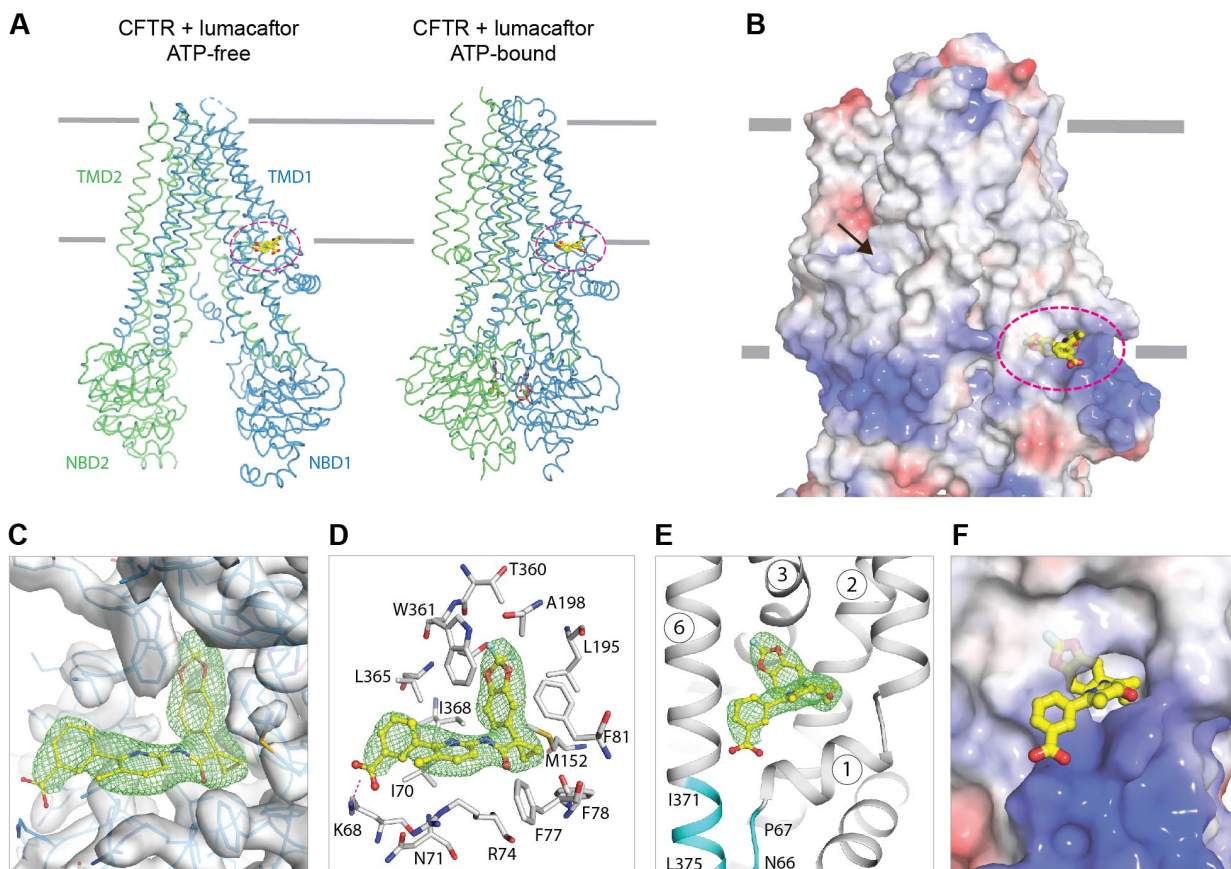 A
CFTR + lumacaftor
ATP-free
CFTR + lumacaftor
ATP-bound
TMD2
TMD1
NBD2
NBD1
B
C
D
T360
W361
A198
L195
L365
I368
F81
M152
I70
F78
K68
F77
N71
R74
E
3
2
6
1
I371
P67
L375
N66
F